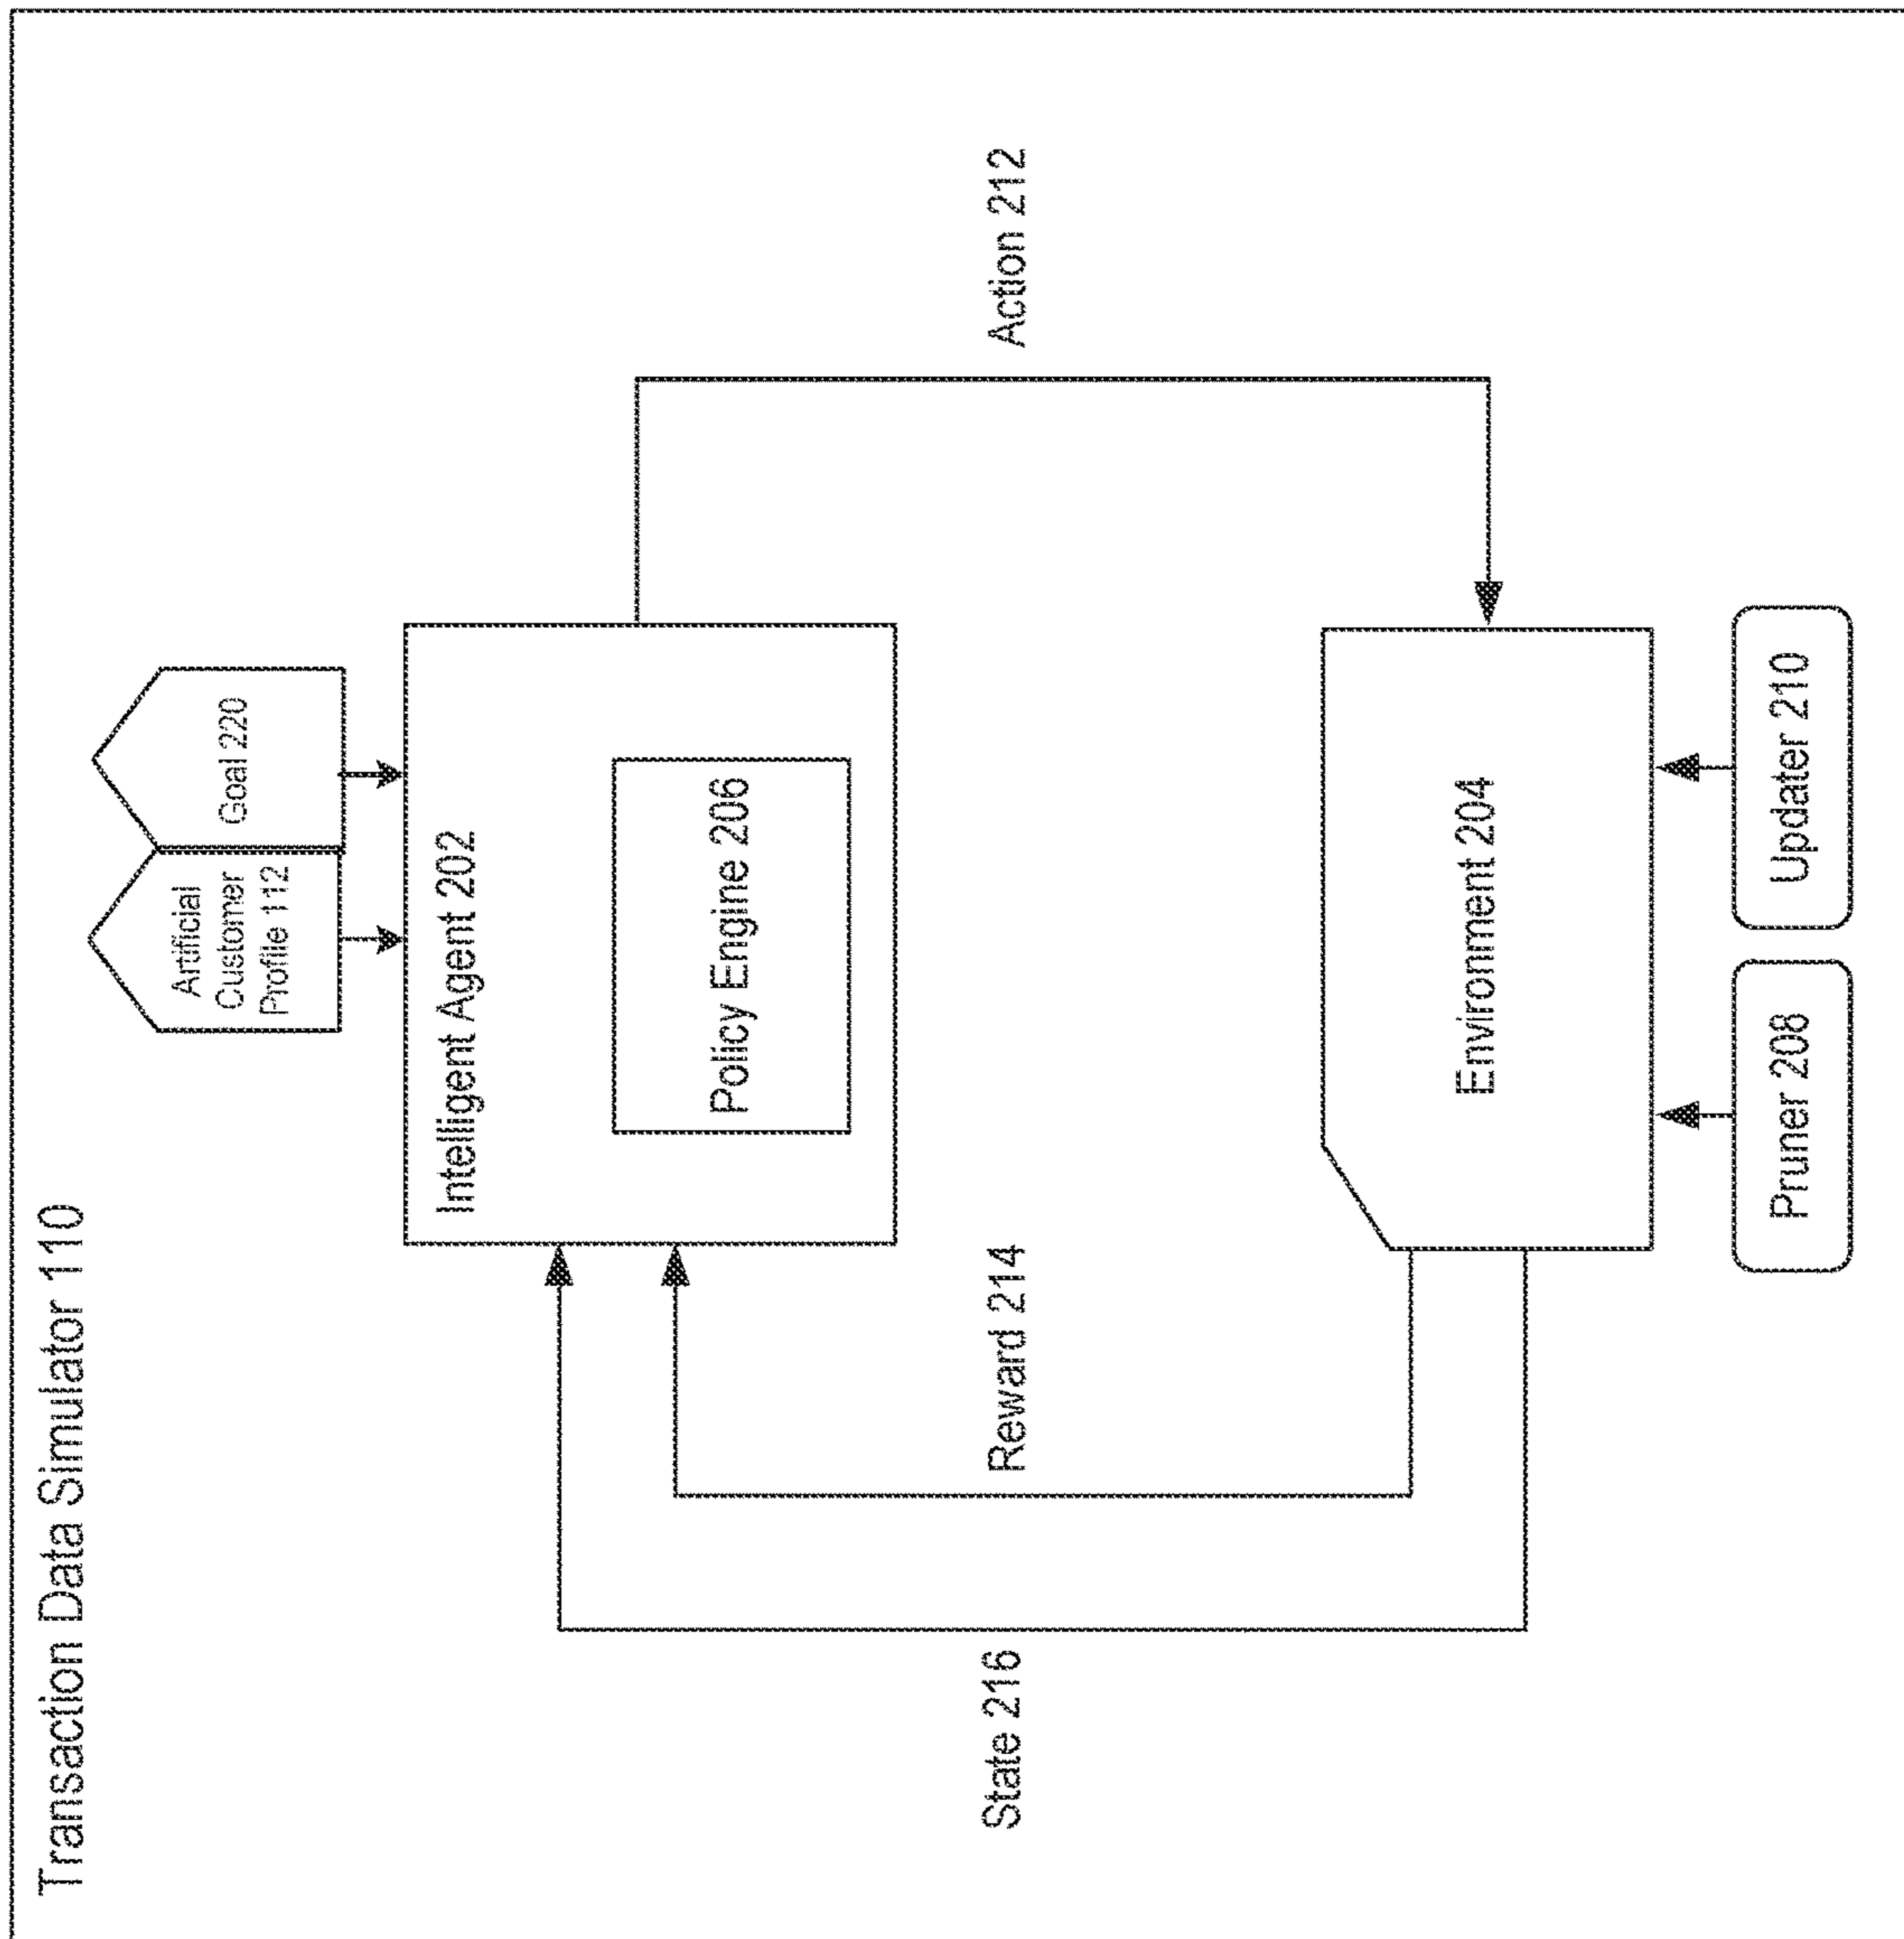 Transaction Data Simulator 110
Artificial
Customer
Profile 112
Goal 220
Intelligent Agent 202
Policy Engine 206
State 216
Reward 214
Action 212
Environment 204
Pruner 208
Updater 210